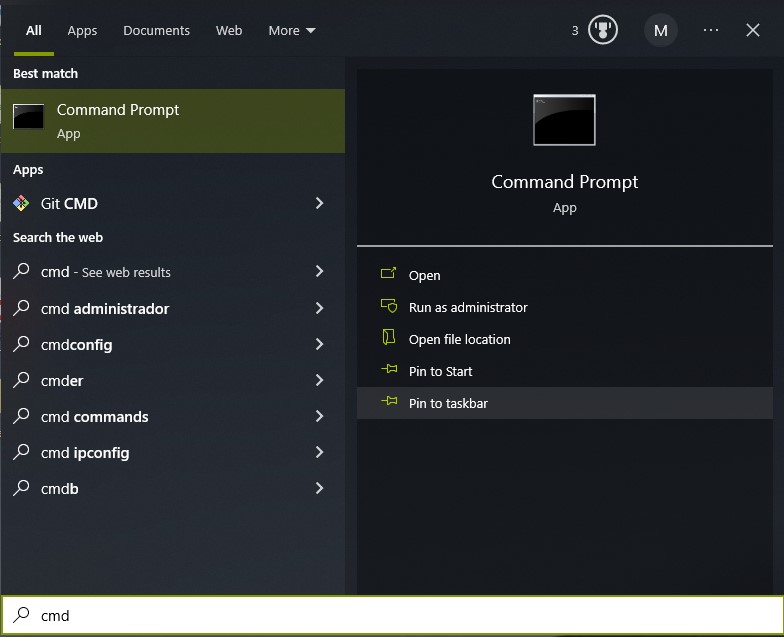 All Apps Documents Web More 3 M ...
Best match
Command Prompt
App
Apps
Git CMD
Search the web
cmd - See web results
cmd administrador
cmdconfig
cmder
cmd commands
cmd ipconfig
cmdb
Command Prompt
App
Open
Run as administrator
Open file location
Pin to Start
Pin to taskbar
cmd